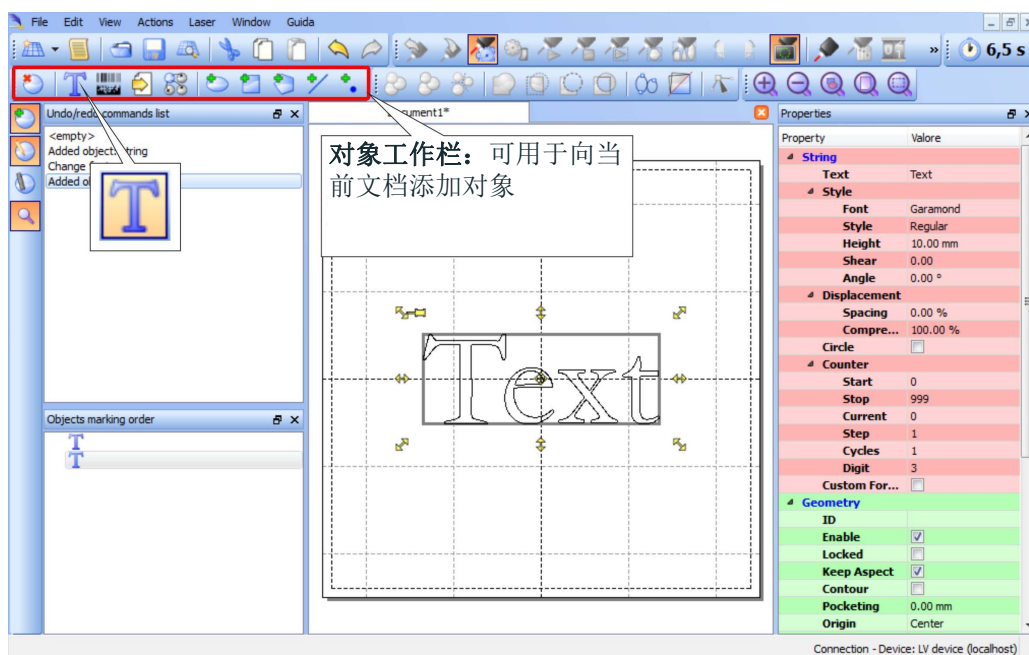 File Edit View Actions Laser Window Guida
6,5 s
Undo/redo commands list
<empty>
Change
document1*
对象工作栏：可用于向当
前文档添加对象
Text
Objects marking order
T
T
Properties
Property Valore
String
Text Text
Style
Font Garamond
Style Regular
Height 10.00 mm
Shear 0.00
Angle 0.00 °
Displacement
Spacing 0.00 %
Compre... 100.00 %
Circle
Counter
Start 0
Stop 999
Current 0
Step 1
Cycles 1
Digit 3
Custom For...
Geometry
ID
Enable
Locked
Keep Aspect
Contour
Pocketing 0.00 mm
Origin Center
Connection - Device: LV device (localhost)